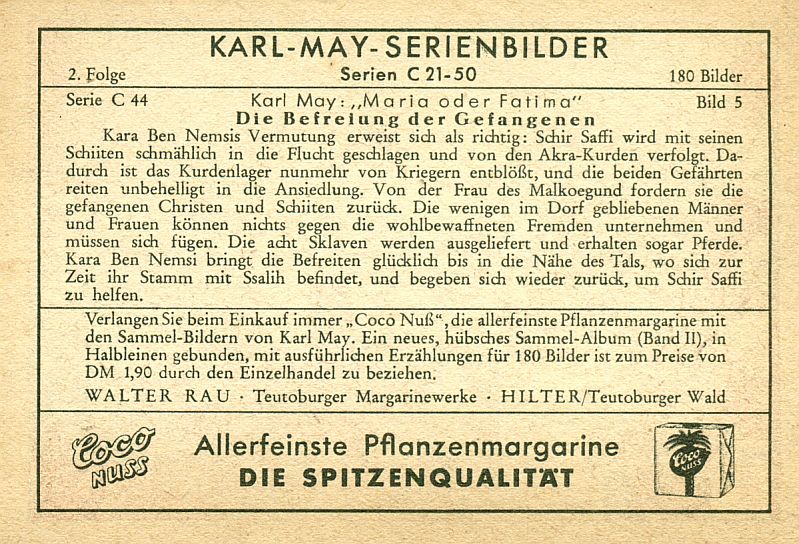 KARL-MAY-SERIENBILDER
2. Folge Serien C 21-50 180 Bilder
Serie C 44 Karl May: „Maria oder Fatima" Bild 5
Die Befreiung der Gefangenen
Kara Ben Nemsis Vermutung erweist sich als richtig: Schir Saffi wird mit seinen
Schiiten schmählich in die Flucht geschlagen und von den Akra-Kurden verfolgt. Da-
durch ist das Kurdenlager nunmehr von Kriegern entblößt, und die beiden Gefährten
reiten unbehelligt in die Ansiedlung. Von der Frau des Malkoegund fordern sie die
gefangenen Christen und Schiiten zurück. Die wenigen im Dorf gebliebenen Männer
und Frauen können nichts gegen die wohlbewaffneten Fremden unternehmen und
müssen sich fügen. Die acht Sklaven werden ausgeliefert und erhalten sogar Pferde.
Kara Ben Nemsi bringt die Befreiten glücklich bis in die Nähe des Tals, wo sich zur
Zeit ihr Stamm mit Ssalih befindet, und begeben sich wieder zurück, um Schir Saffi
zu helfen.
Verlangen Sie beim Einkauf immer „Coco Nuß", die allerfeinste Pflanzenmargarine mit
den Sammel-Bildern von Karl May. Ein neues, hübsches Sammel-Album (Band II), in
Halbleinen gebunden, mit ausführlichen Erzählungen für 180 Bilder ist zum Preise von
DM 1,90 durch den Einzelhandel zu beziehen.
WALTER RAU · Teutoburger Margarinewerke · HILTER/Teutoburger Wald
Coco
NUSS
Allerfeinste Pflanzenmargarine
DIE SPITZENQUALITÄT
Coco
NUSS